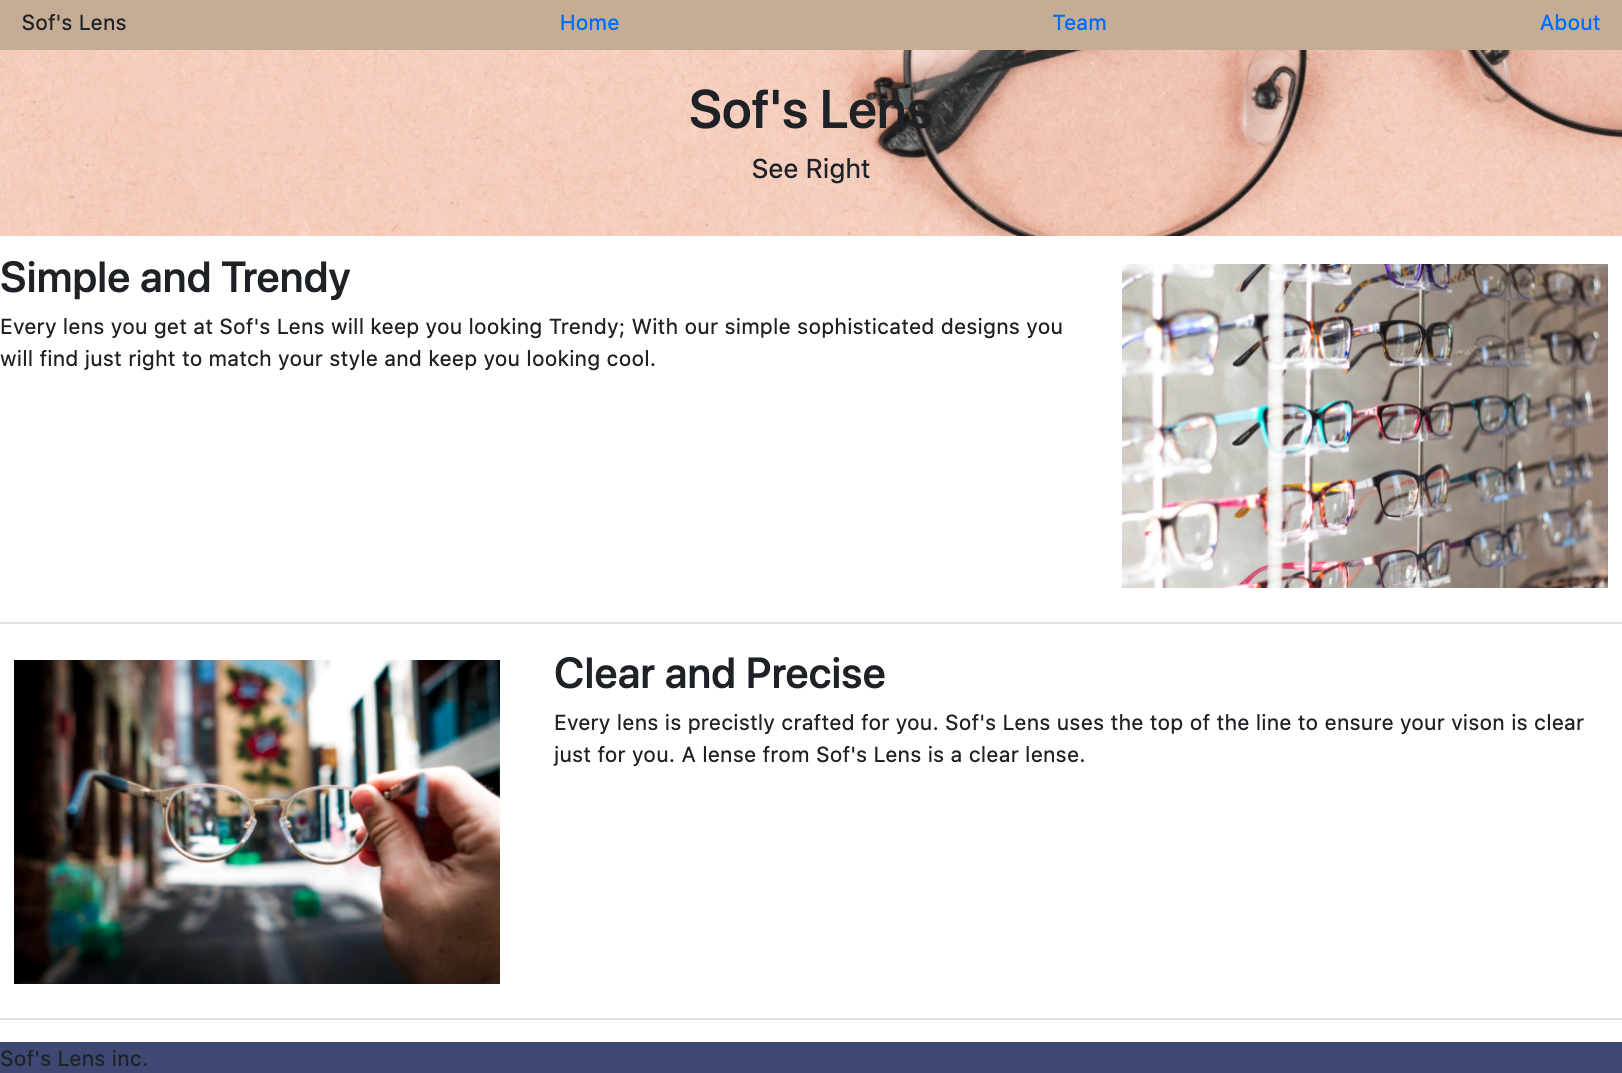 Sof's Lens Home Team About
Sof's Lens
See Right
Simple and Trendy
Every lens you get at Sof's Lens will keep you looking Trendy; With our simple sophisticated designs you
will find just right to match your style and keep you looking cool.
Clear and Precise
Every lens is precistly crafted for you. Sof's Lens uses the top of the line to ensure your vison is clear
just for you. A lense from Sof's Lens is a clear lense.
Sof's Lens inc.